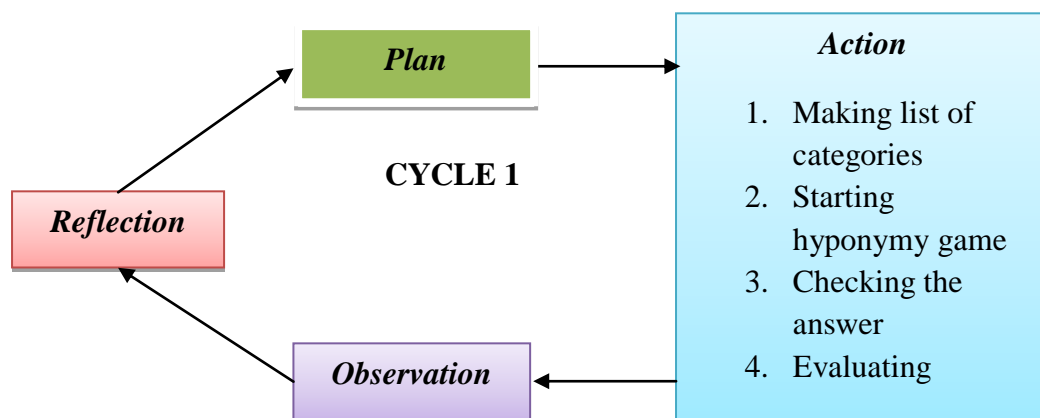 Plan
Action
1. Making list of
categories
2. Starting
hyponymy game
3. Checking the
answer
4. Evaluating
CYCLE 1
Reflection
Observation